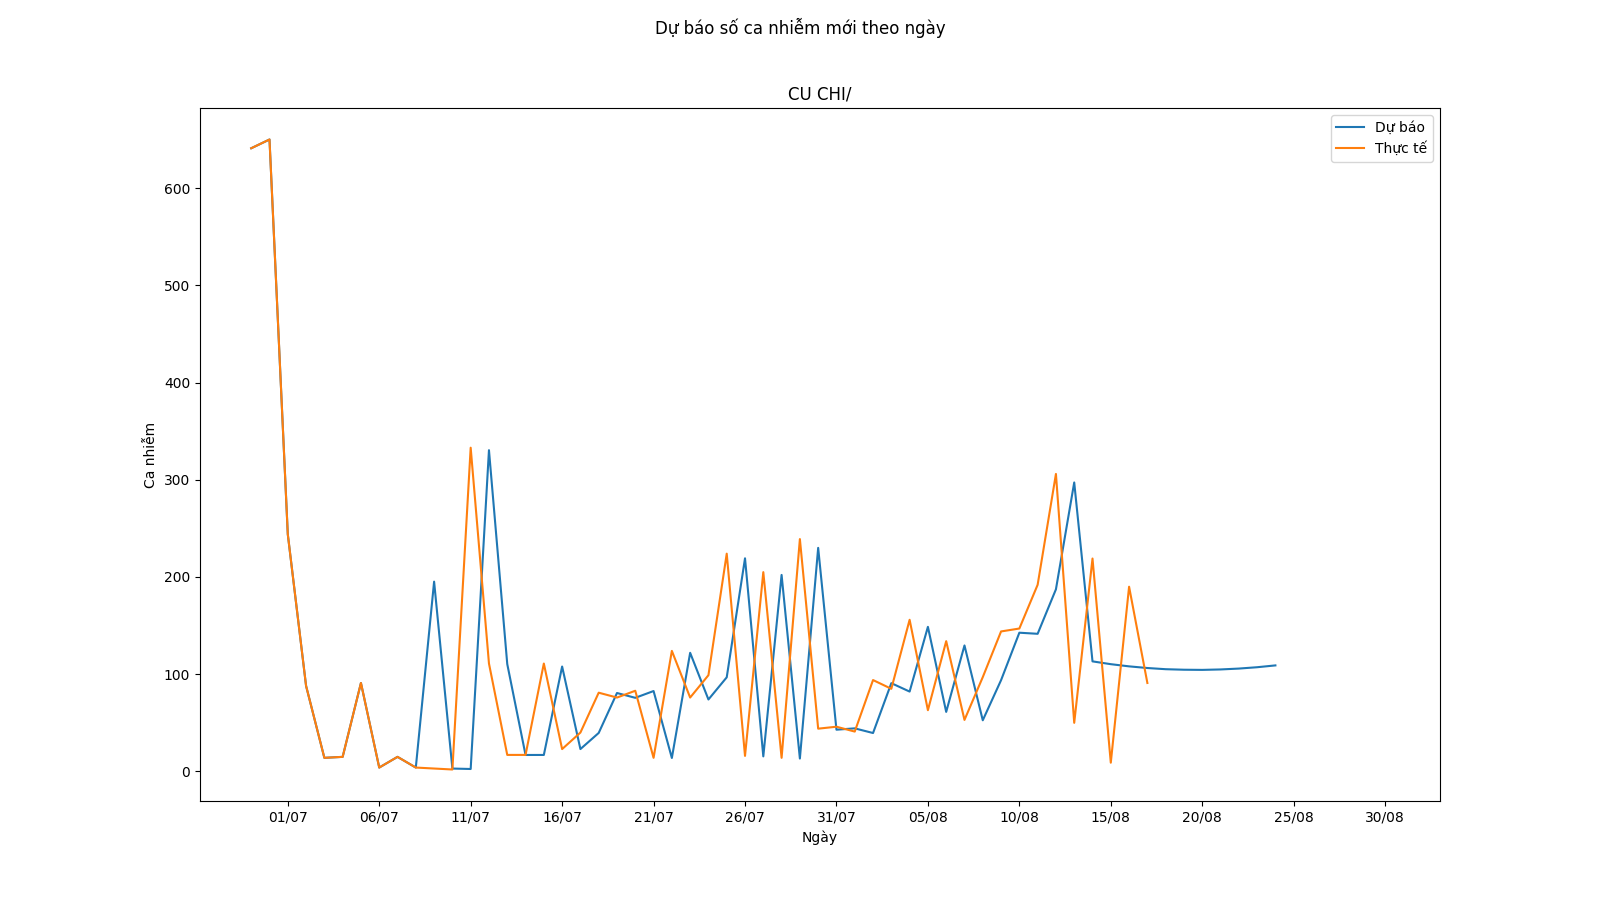 Dự báo số ca nhiễm mới theo ngày
CU CHI/
Dự báo
Thực tế
600
500
400
300
200
100
0
Ca nhiễm
01/07 06/07 11/07 16/07 21/07 26/07 31/07 05/08 10/08 15/08 20/08 25/08 30/08
Ngày